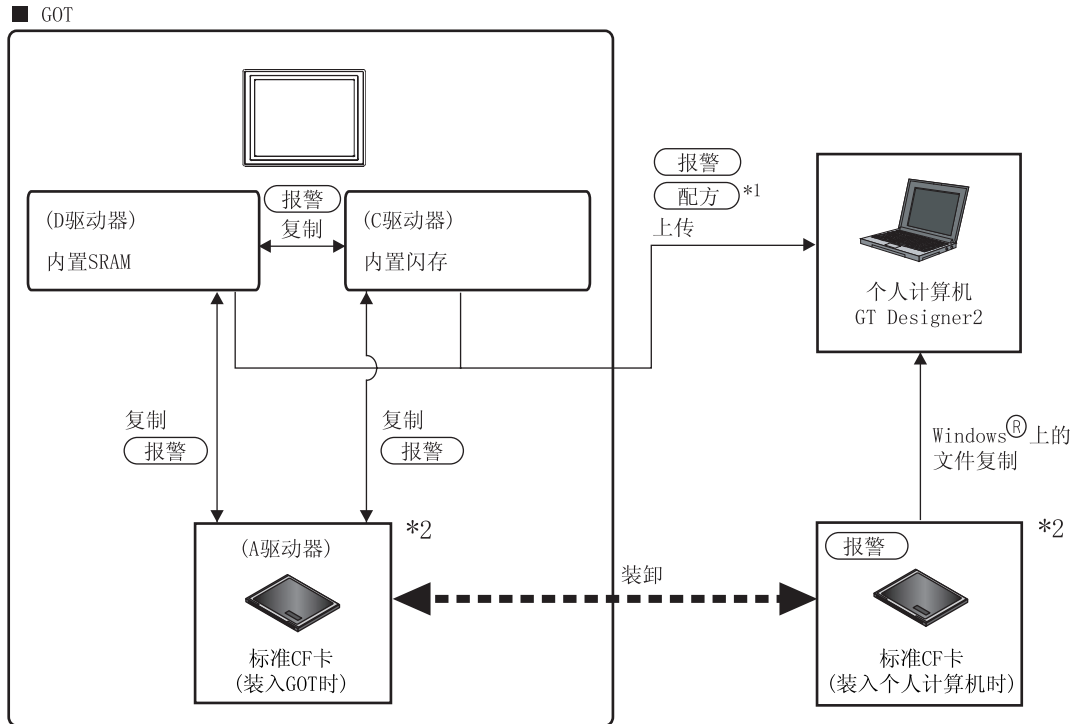 ■ GOT
报警
配方 *1
上传
(D驱动器)
内置SRAM
报警
复制
(C驱动器)
内置闪存
个人计算机
GT Designer2
复制
报警
复制
报警
Windows® 上的
文件复制
(A驱动器)
*2
标准CF卡
(装入GOT时)
装卸
报警
*2
标准CF卡
(装入个人计算机时)